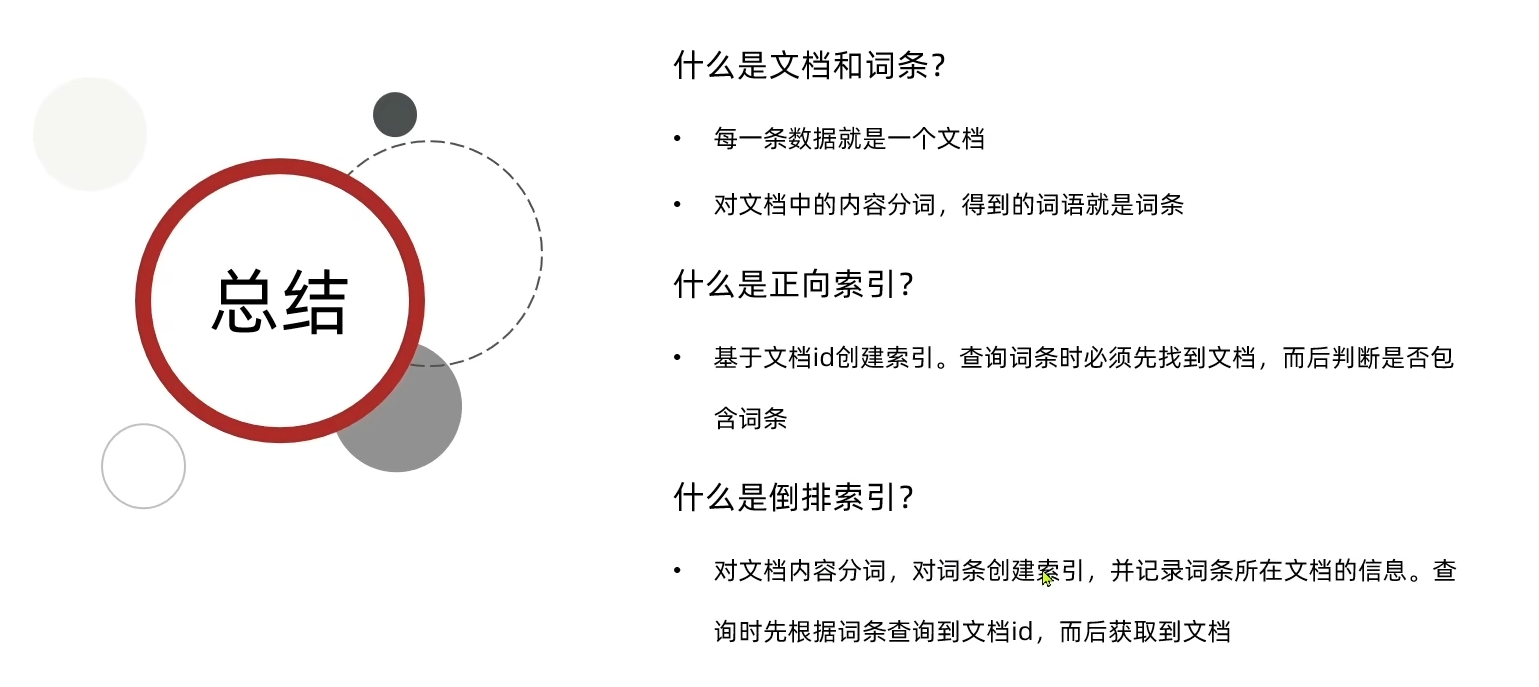 总结
什么是文档和词条？
• 每一条数据就是一个文档
• 对文档中的内容分词，得到的词语就是词条
什么是正向索引？
• 基于文档id创建索引。查询词条时必须先找到文档，而后判断是否包
含词条
什么是倒排索引？
• 对文档内容分词，对词条创建索引，并记录词条所在文档的信息。查
询时先根据词条查询到文档id，而后获取到文档